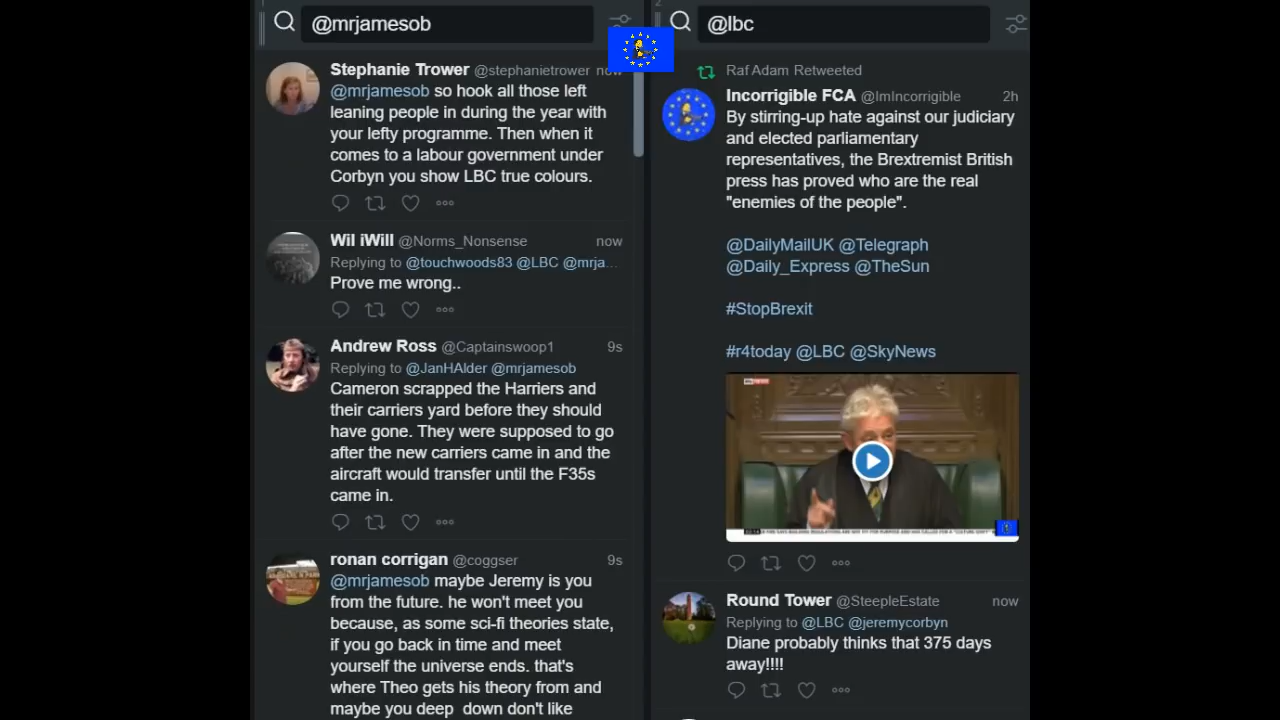 @mrjamesob
Stephanie Trower @stephanietrower now
@mrjamesob so hook all those left
leaning people in during the year with
your lefty programme. Then when it
comes to a labour government under
Corbyn you show LBC true colours.
Wil iWill @Norms_Nonsense now
Replying to @touchwoods83 @LBC @mrja...
Prove me wrong..
Andrew Ross @Captainswoop1 9s
Replying to @JanHAlder @mrjamesob
Cameron scrapped the Harriers and
their carriers yard before they should
have gone. They were supposed to go
after the new carriers came in and the
aircraft would transfer until the F35s
came in.
ronan corrigan @coggser 9s
@mrjamesob maybe Jeremy is you
from the future. he won't meet you
because, as some sci-fi theories state,
if you go back in time and meet
yourself the universe ends. that's
where Theo gets his theory from and
maybe you deep down don't like
2
@lbc
Raf Adam Retweeted
Incorrigible FCA @ImIncorrigible 2h
By stirring-up hate against our judiciary
and elected parliamentary
representatives, the Brextremist British
press has proved who are the real
"enemies of the people".
@DailyMailUK @Telegraph
@Daily_Express @TheSun
#StopBrexit
#r4today @LBC @SkyNews
Round Tower @SteepleEstate now
Replying to @LBC @jeremycorbyn
Diane probably thinks that 375 days
away!!!!